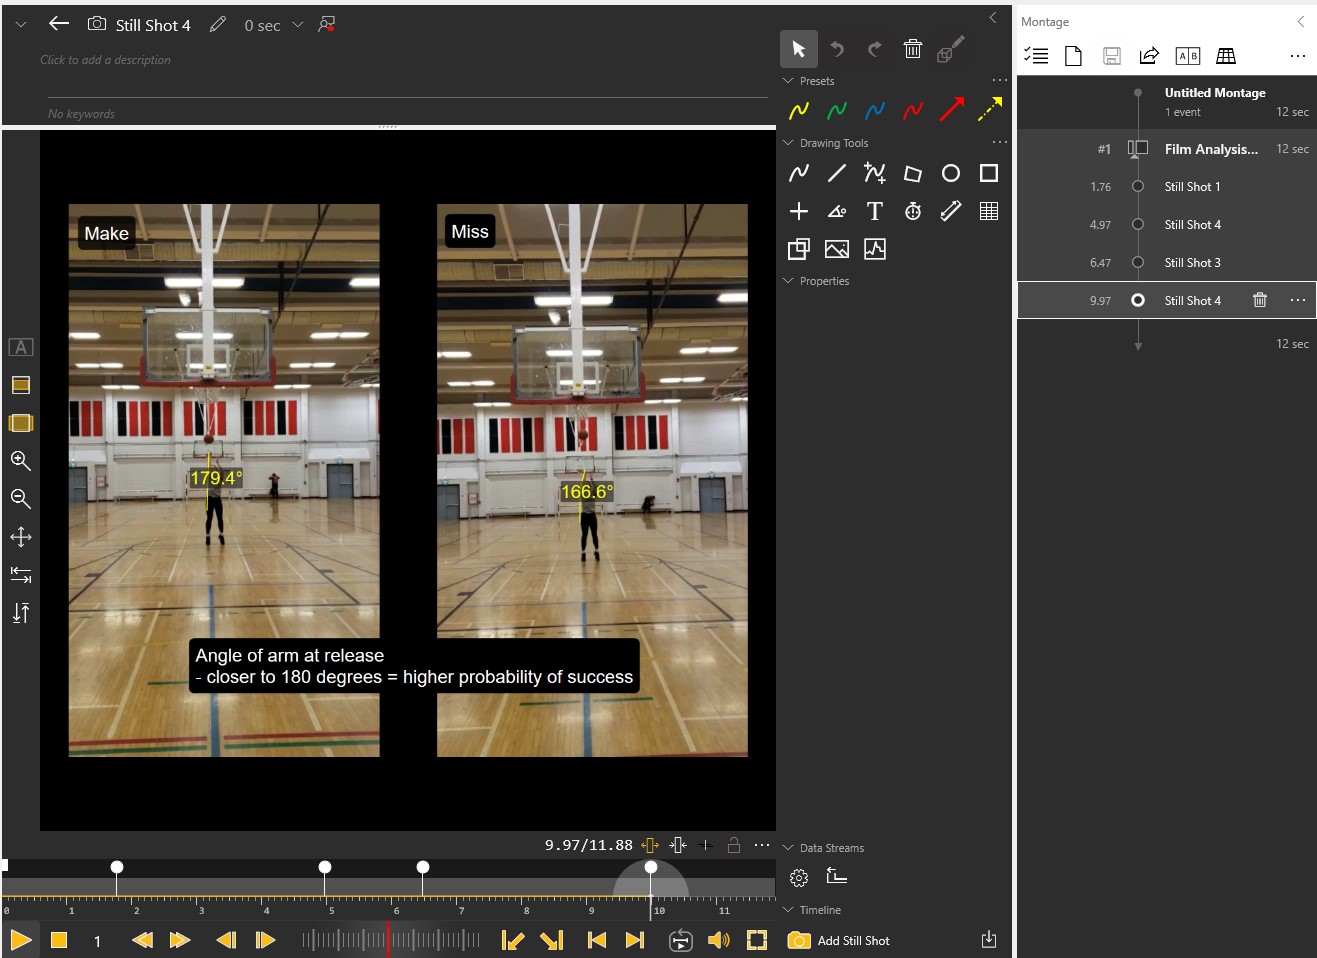 Still Shot 4
0 sec
Click to add a description
No keywords
Make
179.4°
Miss
166.6°
Angle of arm at release
- closer to 180 degrees = higher probability of success
9.97/11.88
0 1 2 3 4 5 6 7 8 9 10 11
1
Presets
Drawing Tools
T
Properties
Data Streams
Timeline
Add Still Shot
A
Montage
A B
Untitled Montage
1 event 12 sec
#1 Film Analysis... 12 sec
1.76 Still Shot 1
4.97 Still Shot 4
6.47 Still Shot 3
9.97 Still Shot 4
12 sec